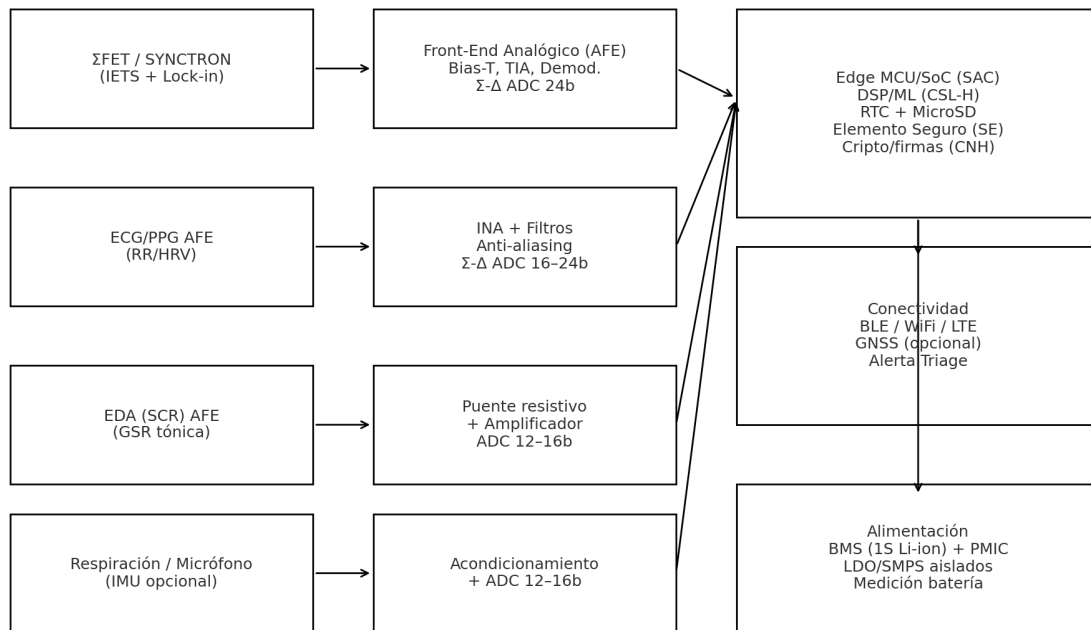 ΣFET / SYNCTRON
(IETS + Lock-in)
Front-End Analógico (AFE)
Bias-T, TIA, Demod.
Σ-Δ ADC 24b
Edge MCU/SoC (SAC)
DSP/ML (CSL-H)
RTC + MicroSD
Elemento Seguro (SE)
Cripto/firmas (CNH)
ECG/PPG AFE
(RR/HRV)
INA + Filtros
Anti-aliasing
Σ-Δ ADC 16–24b
Conectividad
BLE / WiFi / LTE
GNSS (opcional)
Alerta Triage
EDA (SCR) AFE
(GSR tónica)
Puente resistivo
+ Amplificador
ADC 12–16b
Respiración / Micrófono
(IMU opcional)
Acondicionamiento
+ ADC 12–16b
Alimentación
BMS (1S Li-ion) + PMIC
LDO/SMPS aislados
Medición batería